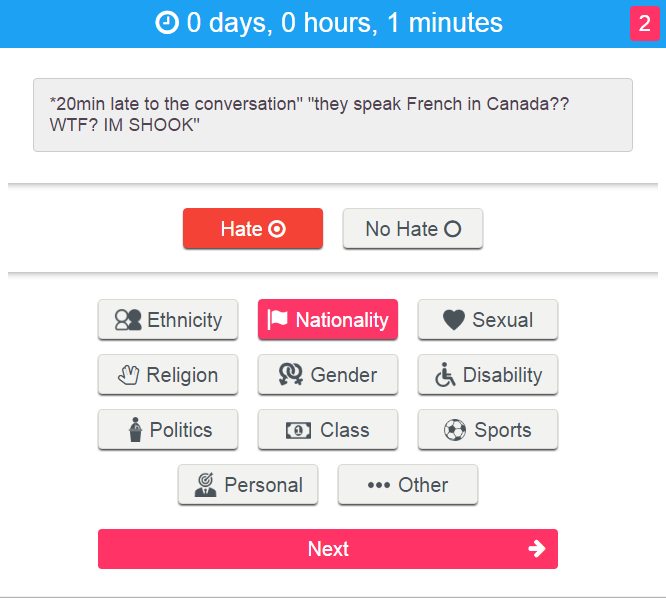 0 days, 0 hours, 1 minutes
2
*20min late to the conversation" "they speak French in Canada??
WTF? IM SHOOK"
Hate
No Hate
Ethnicity
Nationality
Sexual
Religion
Gender
Disability
Politics
Class
Sports
Personal
Other
Next